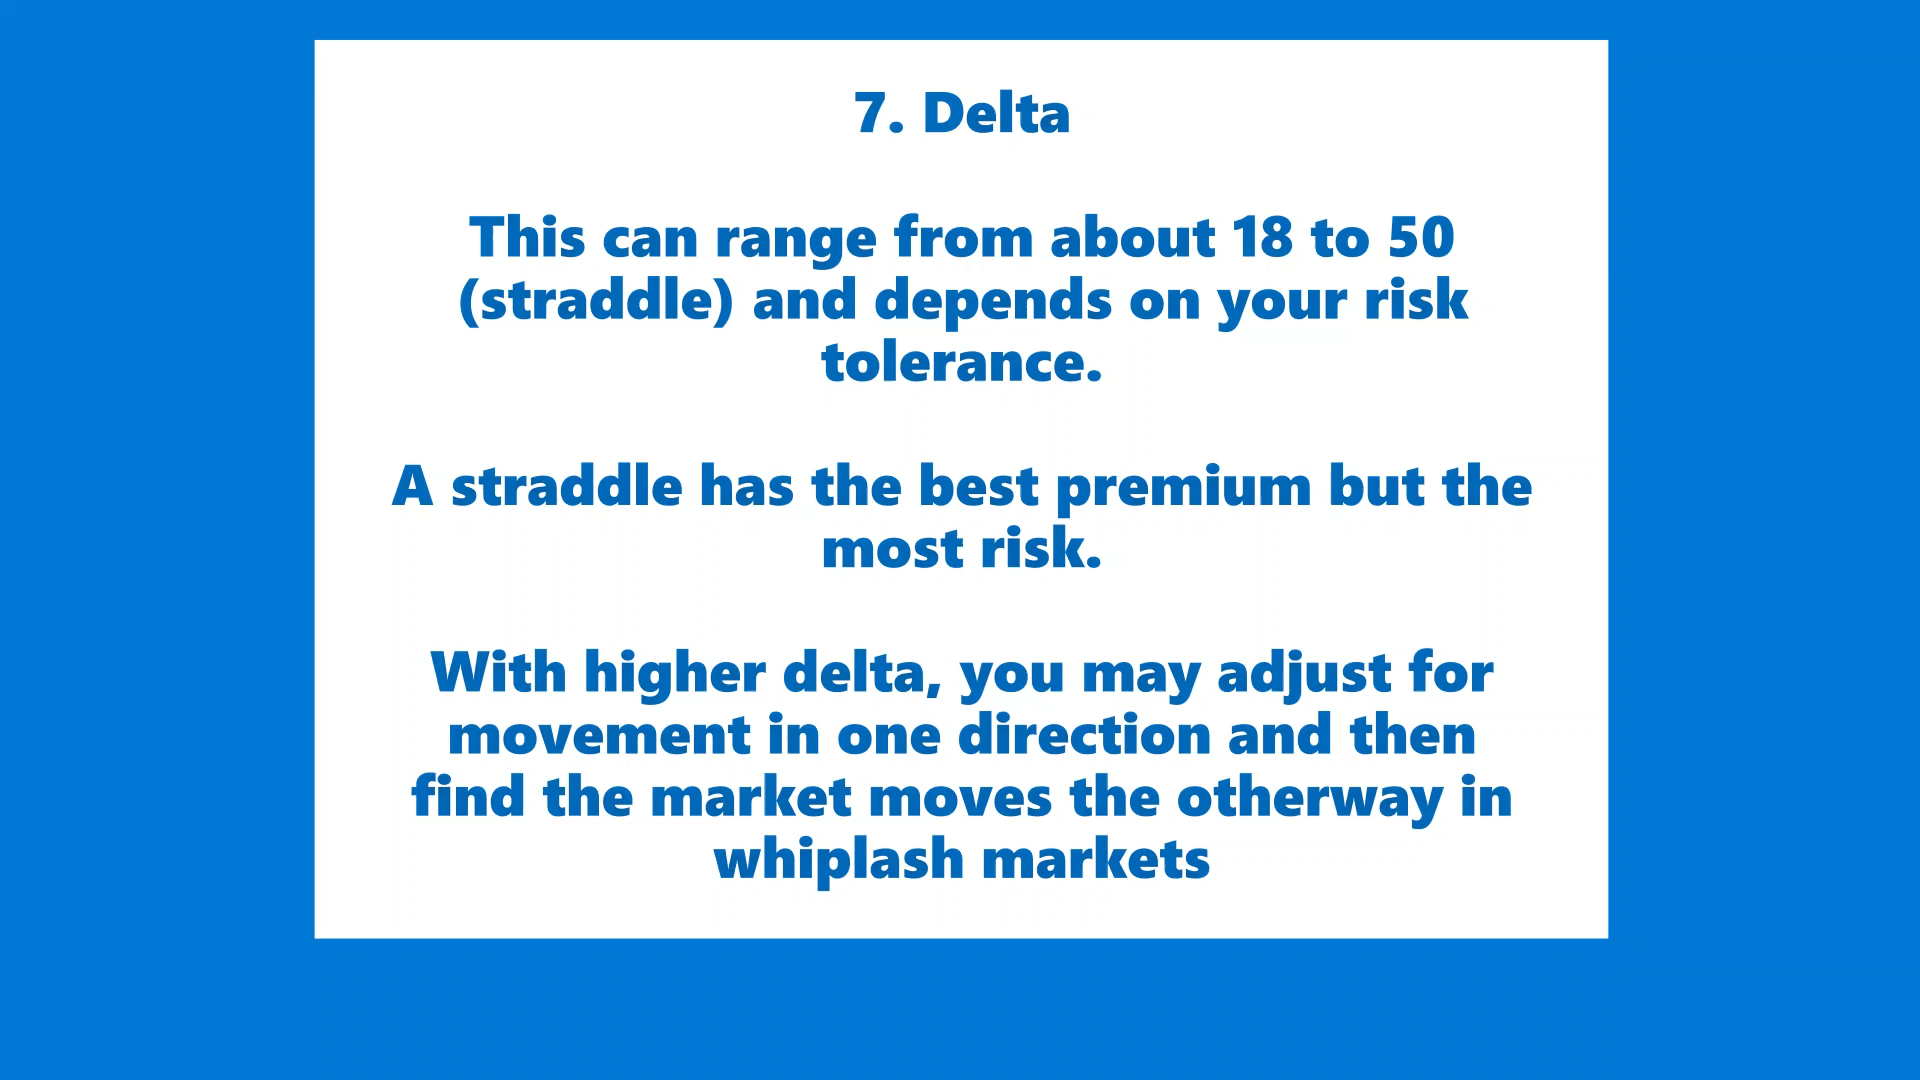 7. Delta
This can range from about 18 to 50
(straddle) and depends on your risk
tolerance.
A straddle has the best premium but the
most risk.
With higher delta, you may adjust for
movement in one direction and then
find the market moves the otherway in
whiplash markets